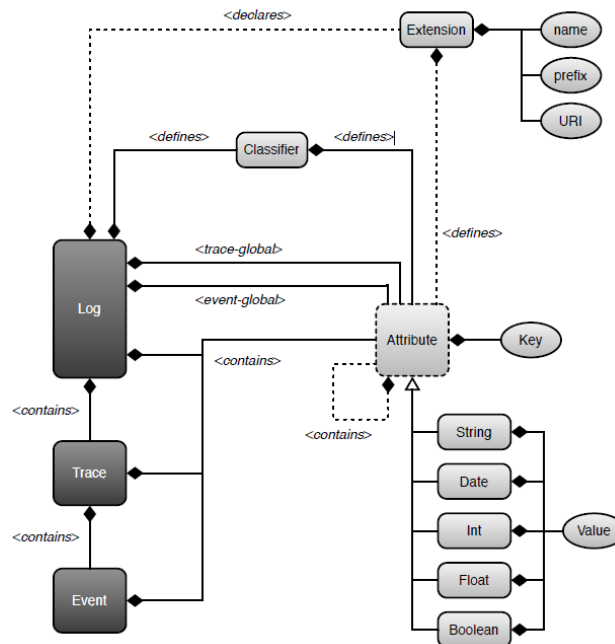 <declares>
Extension
name
prefix
URI
<defines>
Classifier
<defines>
<defines>
<trace-global>
<event-global>
Log
Attribute
Key
<contains>
<contains>
<contains>
String
Trace
Date
<contains>
Int
Value
Float
Event
Boolean